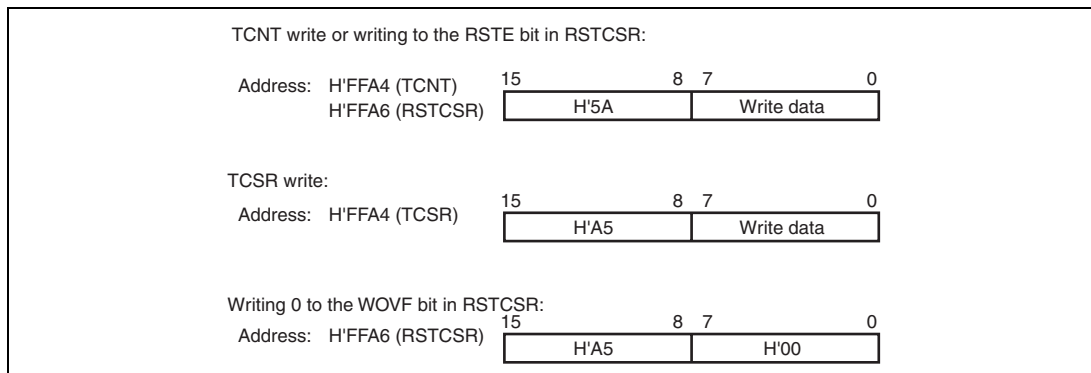 TCNT write or writing to the RSTE bit in RSTCSR:
15 8 7 0
Address: H'FFA4 (TCNT)
H'FFA6 (RSTCSR) H'5A Write data
TCSR write:
15 8 7 0
Address: H'FFA4 (TCSR) H'A5 Write data
Writing 0 to the WOVF bit in RSTCSR:
15 8 7 0
Address: H'FFA6 (RSTCSR) H'A5 H'00